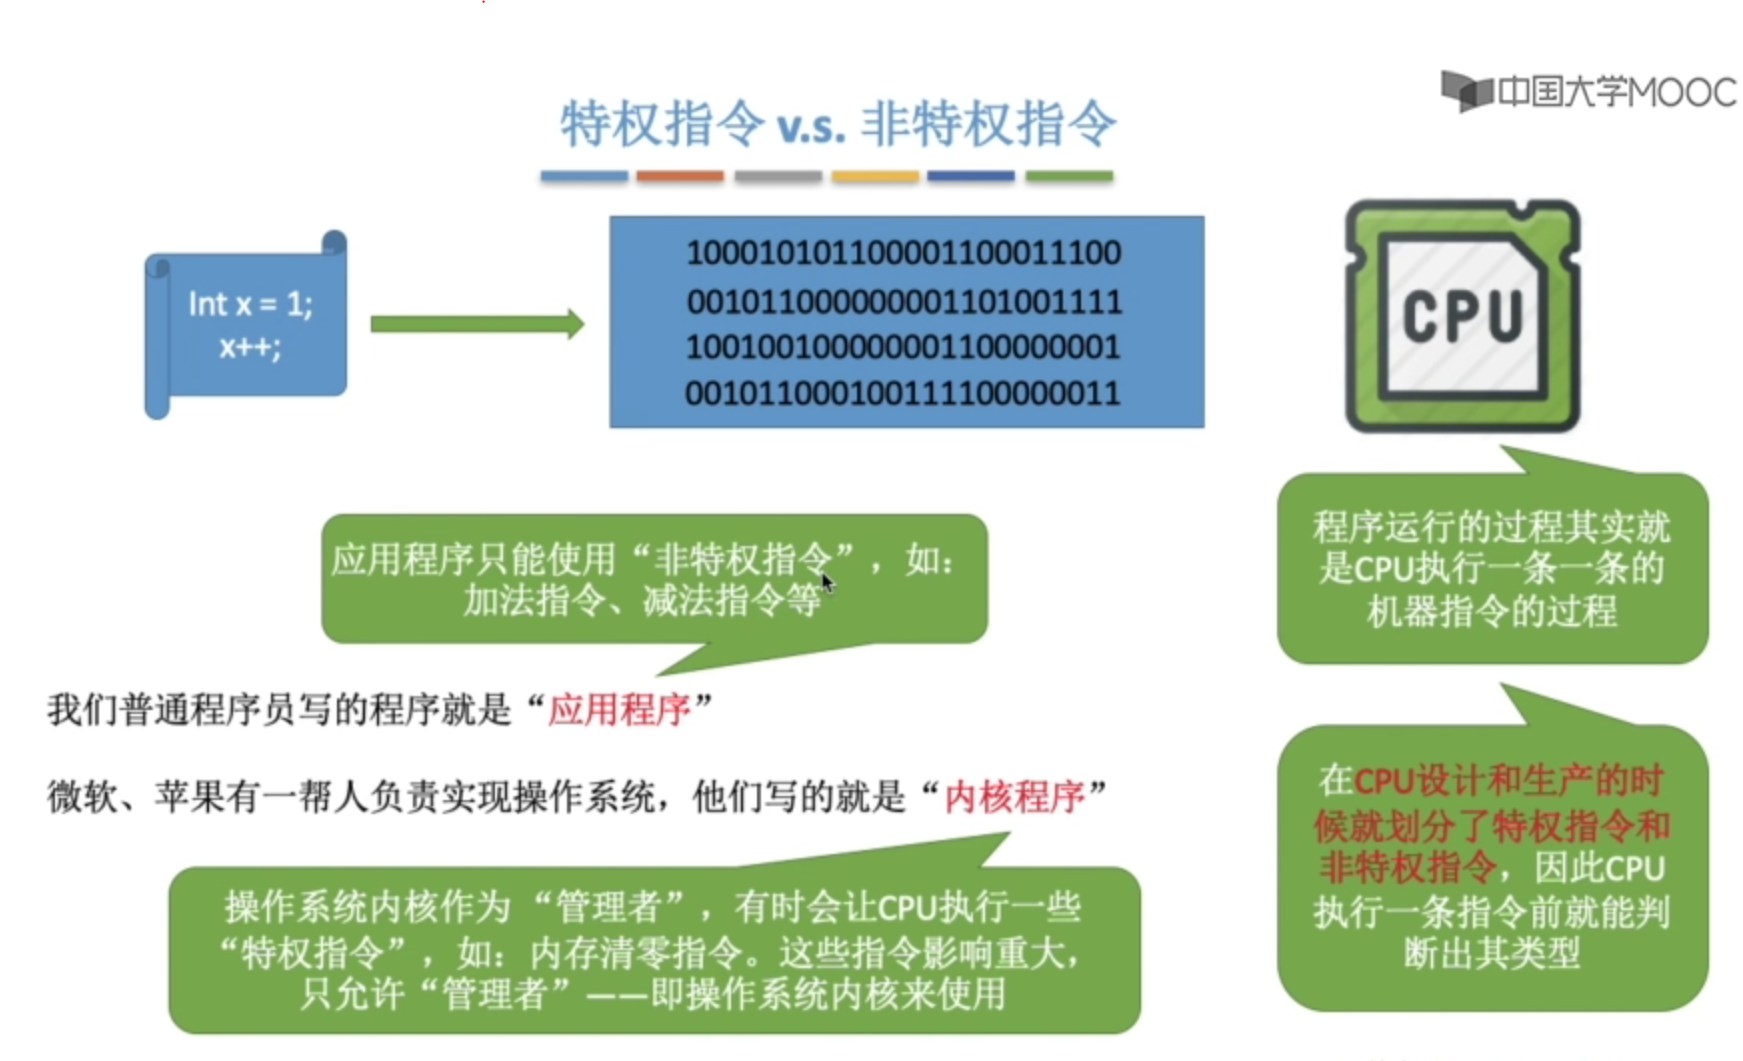 中国大学MOOC
特权指令 v.s. 非特权指令
Int x = 1;
x++;
100010101100001100011100
001011000000001101001111
100100100000001100000001
001011000100111100000011
CPU
应用程序只能使用“非特权指令”，如：
加法指令、减法指令等
程序运行的过程其实就
是CPU执行一条一条的
机器指令的过程
我们普通程序员写的程序就是“应用程序”
微软、苹果有一帮人负责实现操作系统，他们写的就是“内核程序”
在CPU设计和生产的时
候就划分了特权指令和
非特权指令，因此CPU
执行一条指令前就能判
断出其类型
操作系统内核作为“管理者”，有时会让CPU执行一些
“特权指令”，如：内存清零指令。这些指令影响重大，
只允许“管理者”——即操作系统内核来使用